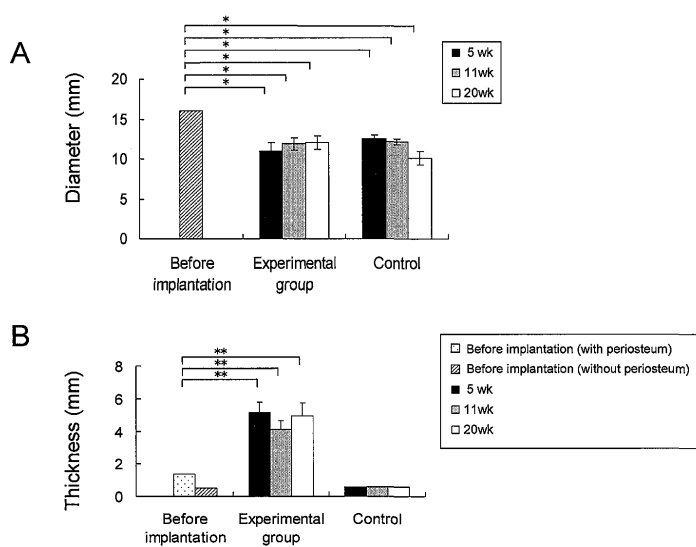 A
*
*
*
*
*
*
Diameter (mm)
20
15
10
5
0
Before implantation
Experimental group
Control
5 wk
11wk
20wk
B
**
**
**
Thickness (mm)
8
6
4
2
0
Before implantation
Experimental group
Control
Before implantation (with periosteum)
Before implantation (without periosteum)
5 wk
11wk
20wk